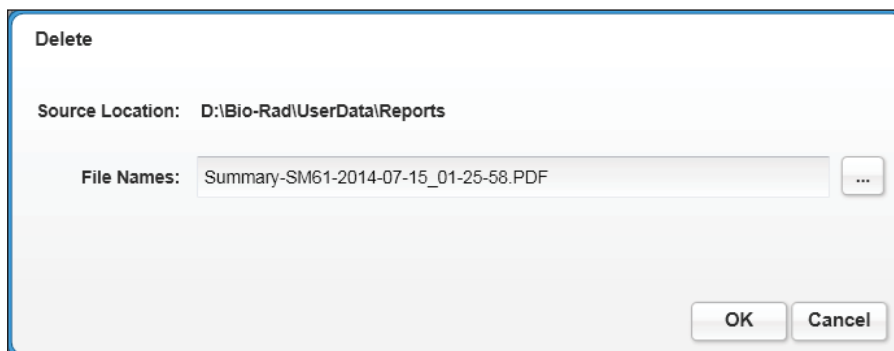 Delete
Source Location: D:\Bio-Rad\UserData\Reports
File Names: Summary-SM61-2014-07-15_01-25-58.PDF ...
OK Cancel